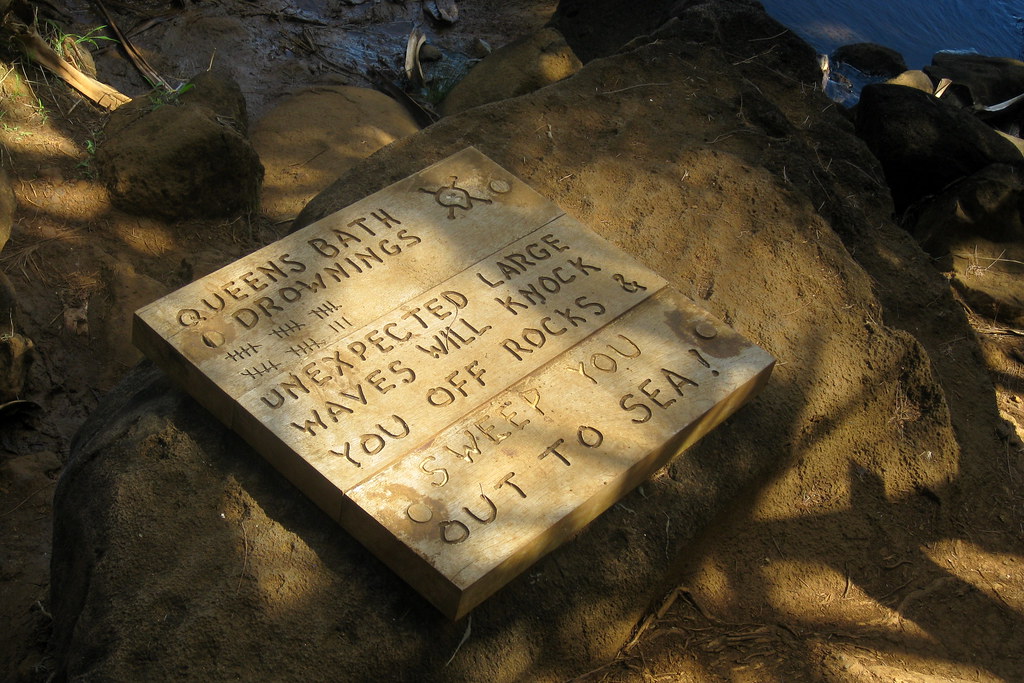 QUEENS BATH
DROWNINGS
UNEXPECTED LARGE
WAVES WILL KNOCK
YOU OFF ROCKS &
SWEEP YOU
OUT TO SEA!